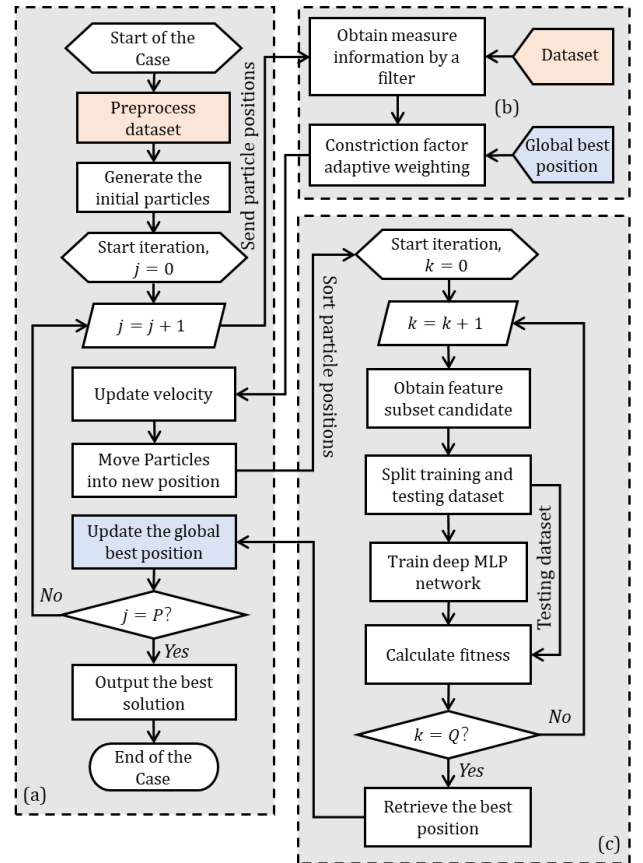 Start of the
Case
Preprocess
dataset
Generate the
initial particles
Start iteration,
j = 0
j = j + 1
Update velocity
Move Particles
into new position
Update the global
best position
No
j = P?
Yes
Output the best
solution
End of the
Case
(a)
Send particle positions
Obtain measure
information by a
filter
Dataset
(b)
Constriction factor
adaptive weighting
Global best
position
Sort particle positions
Start iteration,
k = 0
k = k + 1
Obtain feature
subset candidate
Split training and
testing dataset
Testing dataset
Train deep MLP
network
Calculate fitness
No
k = Q?
Yes
Retrieve the best
position
(c)